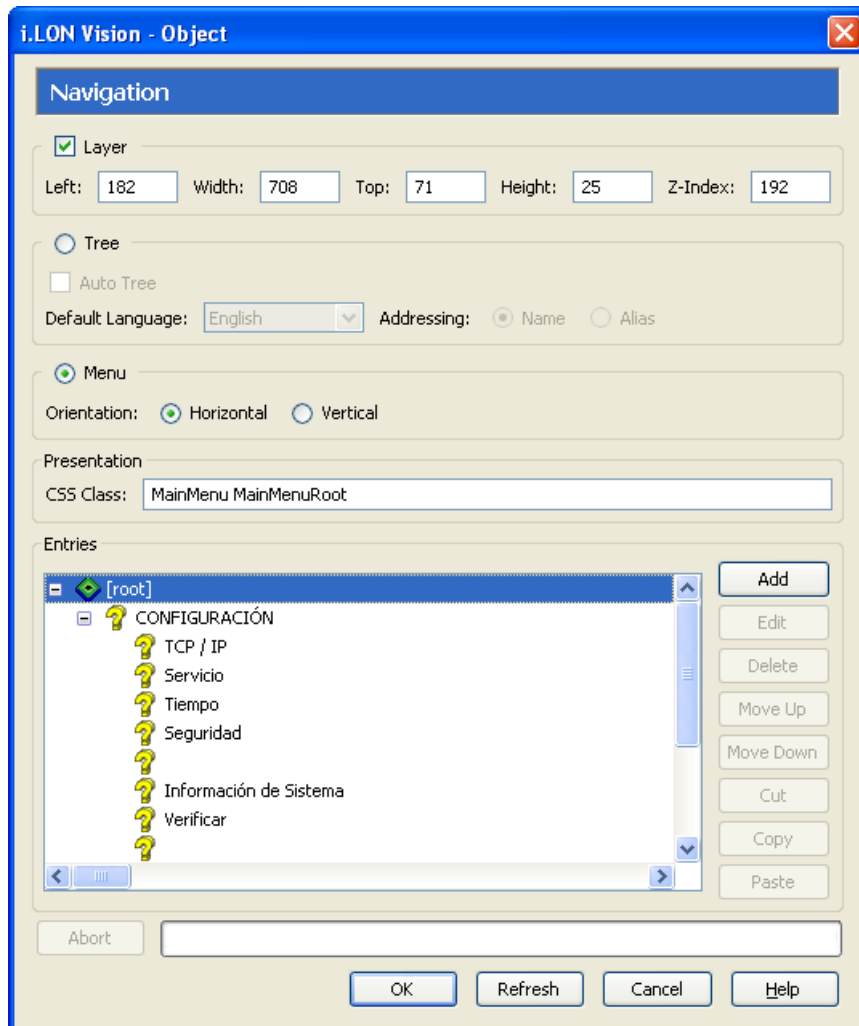 i.LON Vision - Object
Navigation
Layer
Left: 182 Width: 708 Top: 71 Height: 25 Z-Index: 192
Tree
Auto Tree
Default Language: English Addressing: Name Alias
Menu
Orientation: Horizontal Vertical
Presentation
CSS Class: MainMenu MainMenuRoot
Entries
[root]
CONFIGURACIÓN
TCP / IP
Servicio
Tiempo
Seguridad
Información de Sistema
Verificar
Add
Edit
Delete
Move Up
Move Down
Cut
Copy
Paste
Abort
OK Refresh Cancel Help